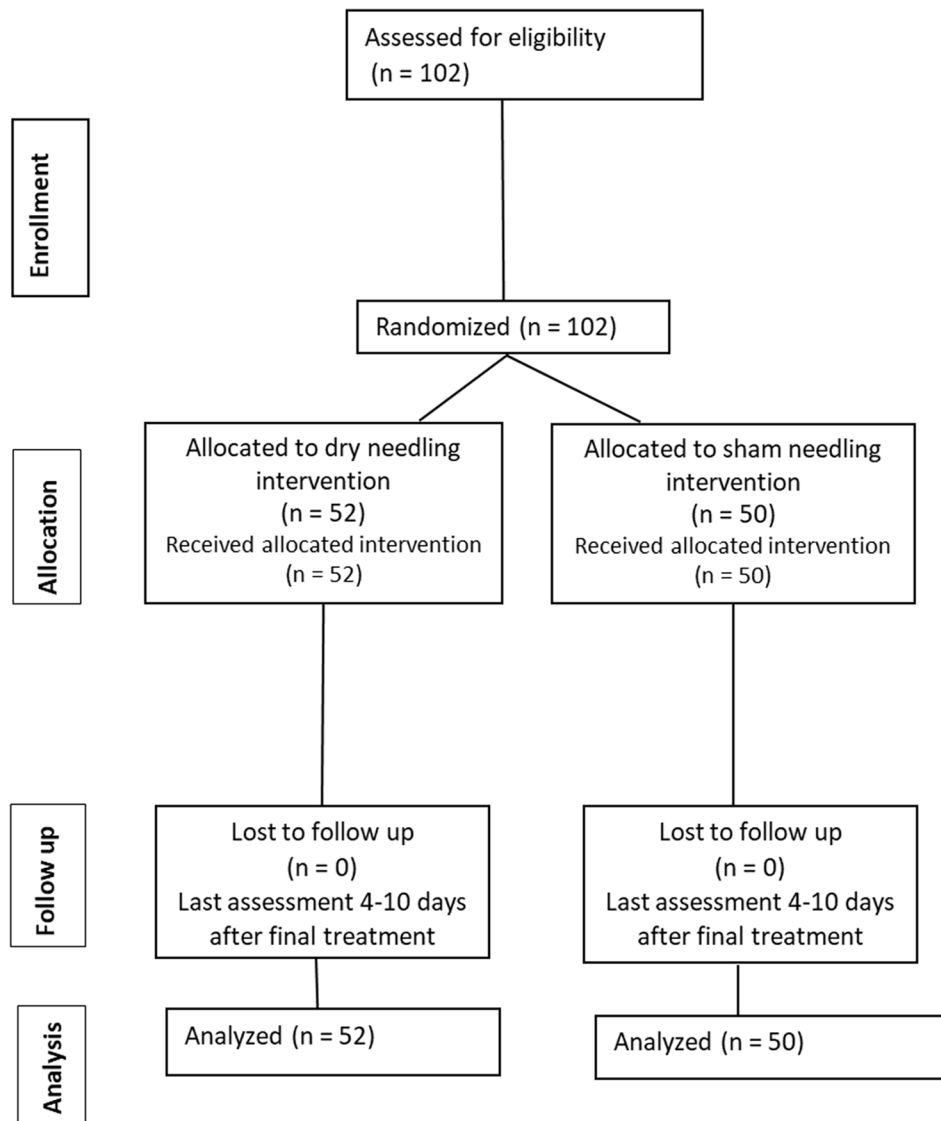 Assessed for eligibility
(n = 102)
Enrollment
Randomized (n = 102)
Allocation
Allocated to dry needling
intervention
(n = 52)
Received allocated intervention
(n = 52)
Allocated to sham needling
intervention
(n = 50)
Received allocated intervention
(n = 50)
Follow up
Lost to follow up
(n = 0)
Last assessment 4-10 days
after final treatment
Lost to follow up
(n = 0)
Last assessment 4-10 days
after final treatment
Analysis
Analyzed (n = 52)
Analyzed (n = 50)